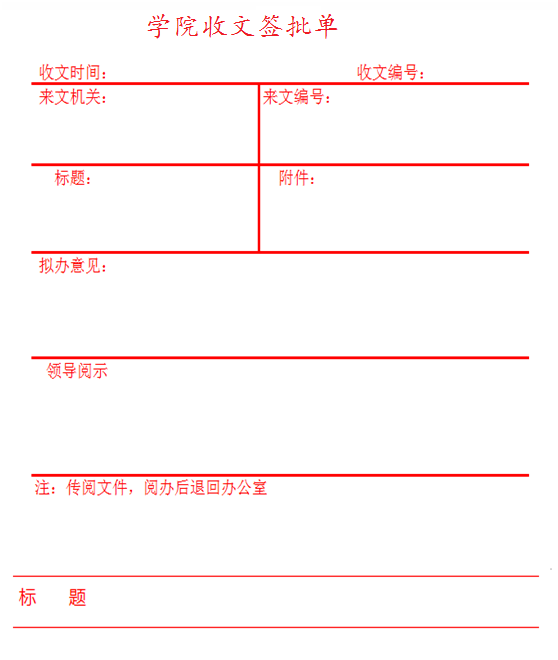 学院收文签批单
收文时间： 收文编号：
来文机关： 来文编号：
标题： 附件：
拟办意见：
领导阅示
注：传阅文件，阅办后退回办公室
标 题